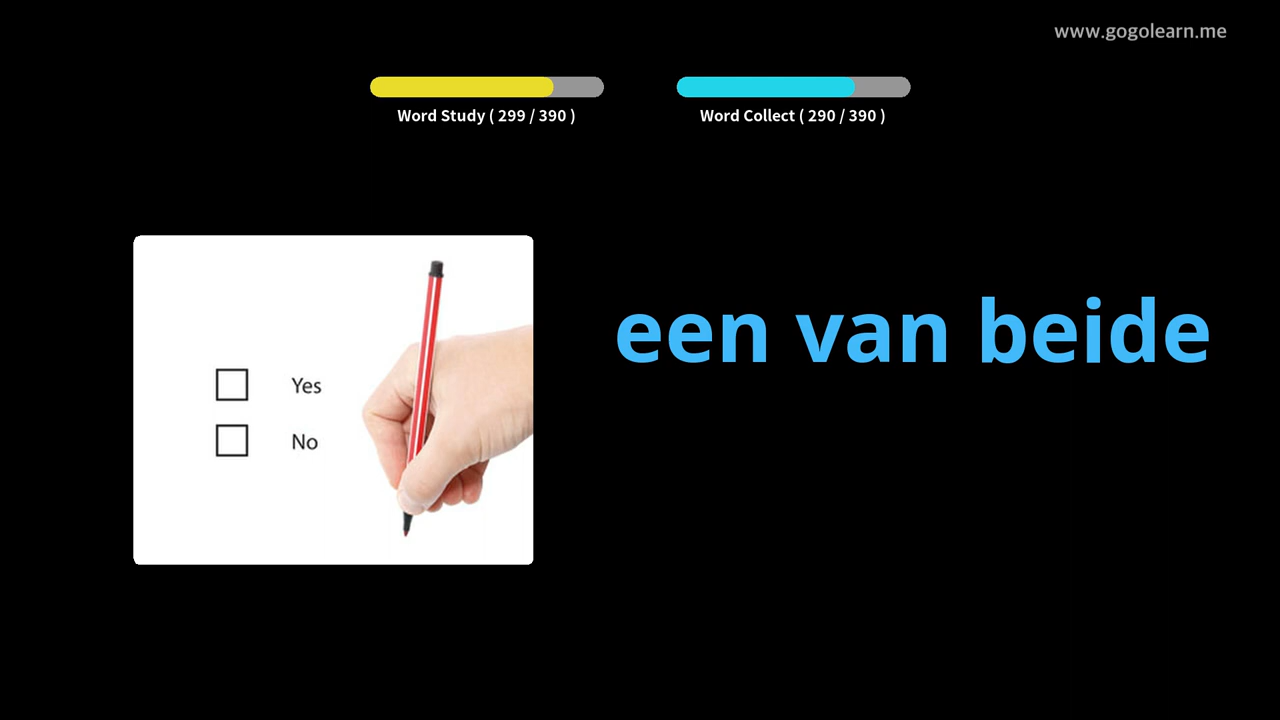 www.gogolearn.me
Word Study ( 299 / 390 )
Word Collect ( 290 / 390 )
Yes
No
een van beide